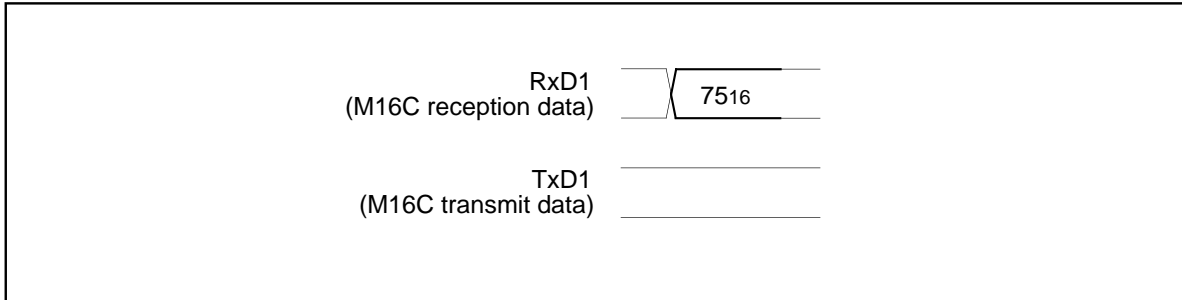 RxD1
(M16C reception data)
7516
TxD1
(M16C transmit data)